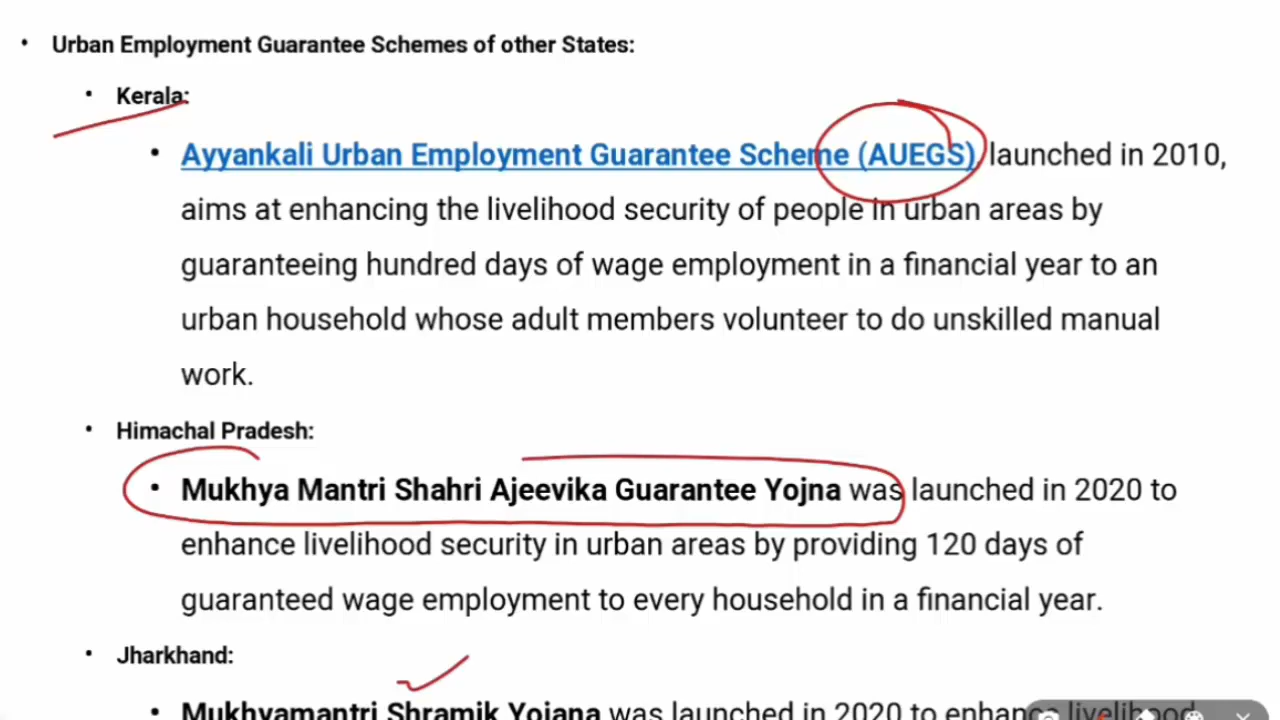 • Urban Employment Guarantee Schemes of other States:
• Kerala:
• Ayyankali Urban Employment Guarantee Scheme (AUEGS), launched in 2010,
aims at enhancing the livelihood security of people in urban areas by
guaranteeing hundred days of wage employment in a financial year to an
urban household whose adult members volunteer to do unskilled manual
work.
• Himachal Pradesh:
• Mukhya Mantri Shahri Ajeevika Guarantee Yojna was launched in 2020 to
enhance livelihood security in urban areas by providing 120 days of
guaranteed wage employment to every household in a financial year.
• Jharkhand:
• Mukhyamantri Shramik Yojana was launched in 2020 to enhance livelihood